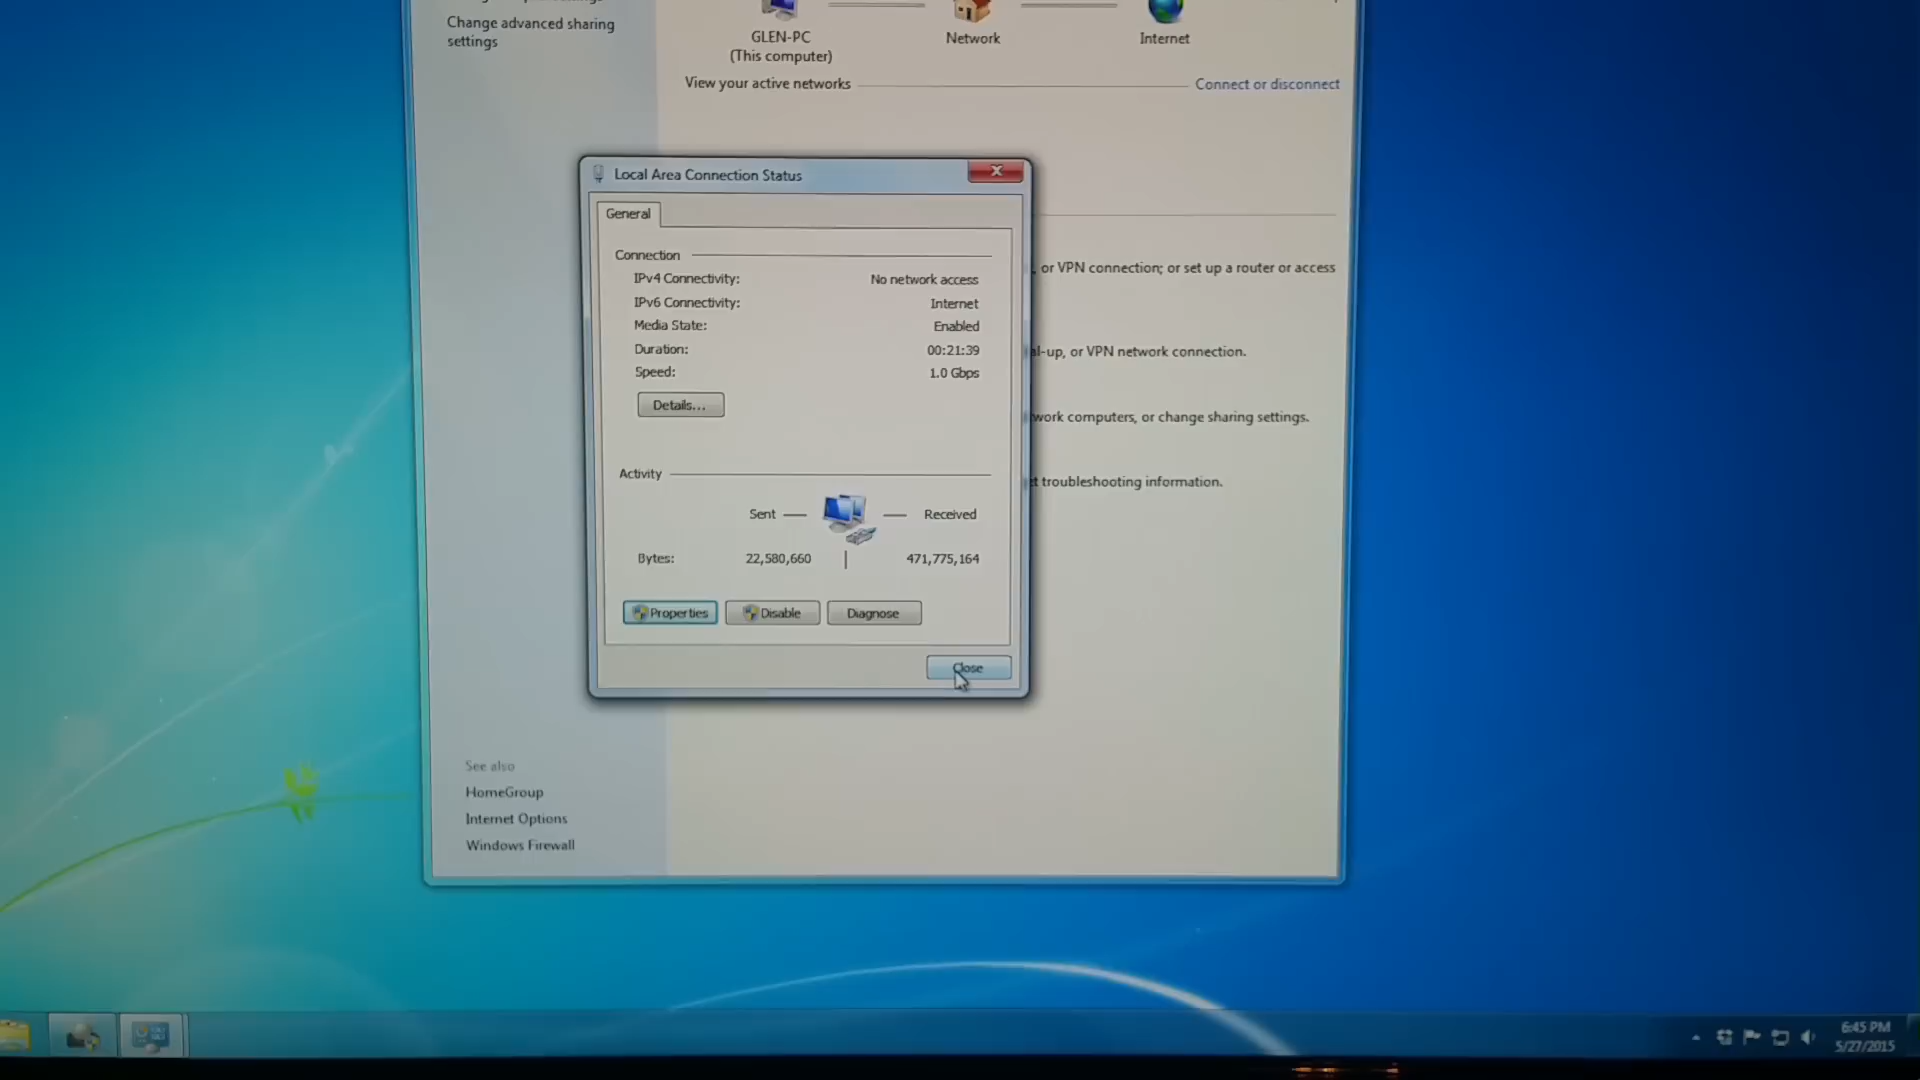 Change advanced sharing
settings
GLEN-PC
(This computer)
Network
Internet
View your active networks
Connect or disconnect
Local Area Connection Status
General
Connection
IPv4 Connectivity: No network access
IPv6 Connectivity: Internet
Media State: Enabled
Duration: 00:21:39
Speed: 1.0 Gbps
Details...
Activity
Sent
Received
Bytes: 22,580,660 471,775,164
Properties
Disable
Diagnose
Close
or VPN connection; or set up a router or access
-up, or VPN network connection.
work computers, or change sharing settings.
troubleshooting information.
See also
HomeGroup
Internet Options
Windows Firewall
6:45 PM
5/27/2015